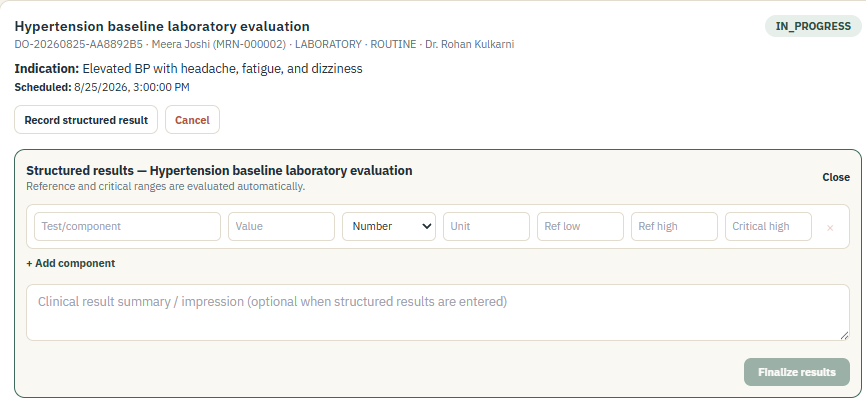 Hypertension baseline laboratory evaluation
IN_PROGRESS
DO-20260825-AA8892B5 · Meera Joshi (MRN-000002) · LABORATORY · ROUTINE · Dr. Rohan Kulkarni
Indication: Elevated BP with headache, fatigue, and dizziness
Scheduled: 8/25/2026, 3:00:00 PM
Record structured result Cancel
Structured results — Hypertension baseline laboratory evaluation
Close
Reference and critical ranges are evaluated automatically.
Test/component Value Number Unit Ref low Ref high Critical high ×
+ Add component
Clinical result summary / impression (optional when structured results are entered)
Finalize results